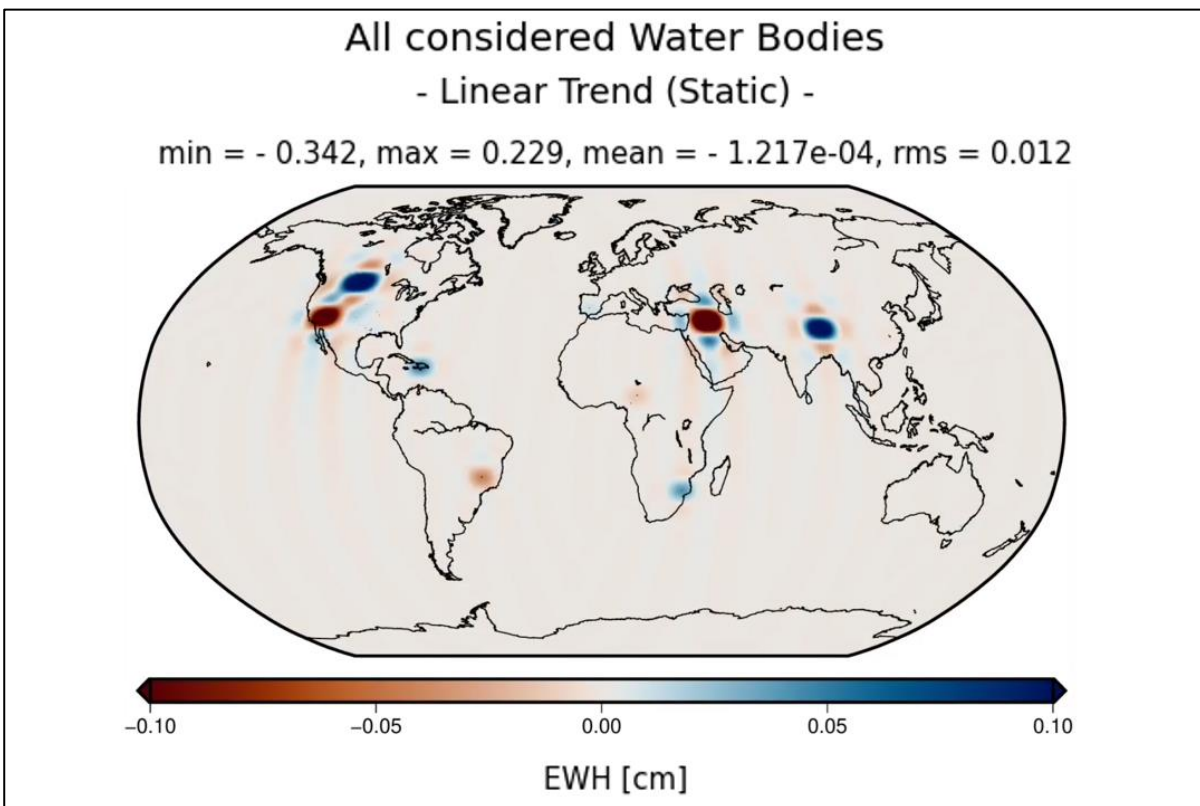 All considered Water Bodies
- Linear Trend (Static) -
min = - 0.342, max = 0.229, mean = - 1.217e-04, rms = 0.012
−0.10 −0.05 0.00 0.05 0.10
EWH [cm]